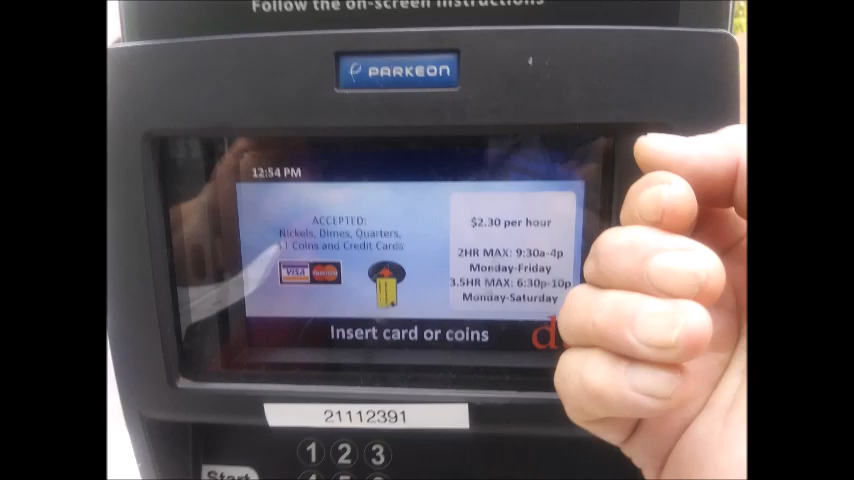 Follow the on-screen instructions
PARKEON
12:54 PM
ACCEPTED:
Nickels, Dimes, Quarters,
$1 Coins and Credit Cards
VISA MasterCard
$2.30 per hour
2HR MAX: 9:30a-4p
Monday-Friday
3.5HR MAX: 6:30p-10p
Monday-Saturday
Insert card or coins
d
21112391
1 2 3
Start